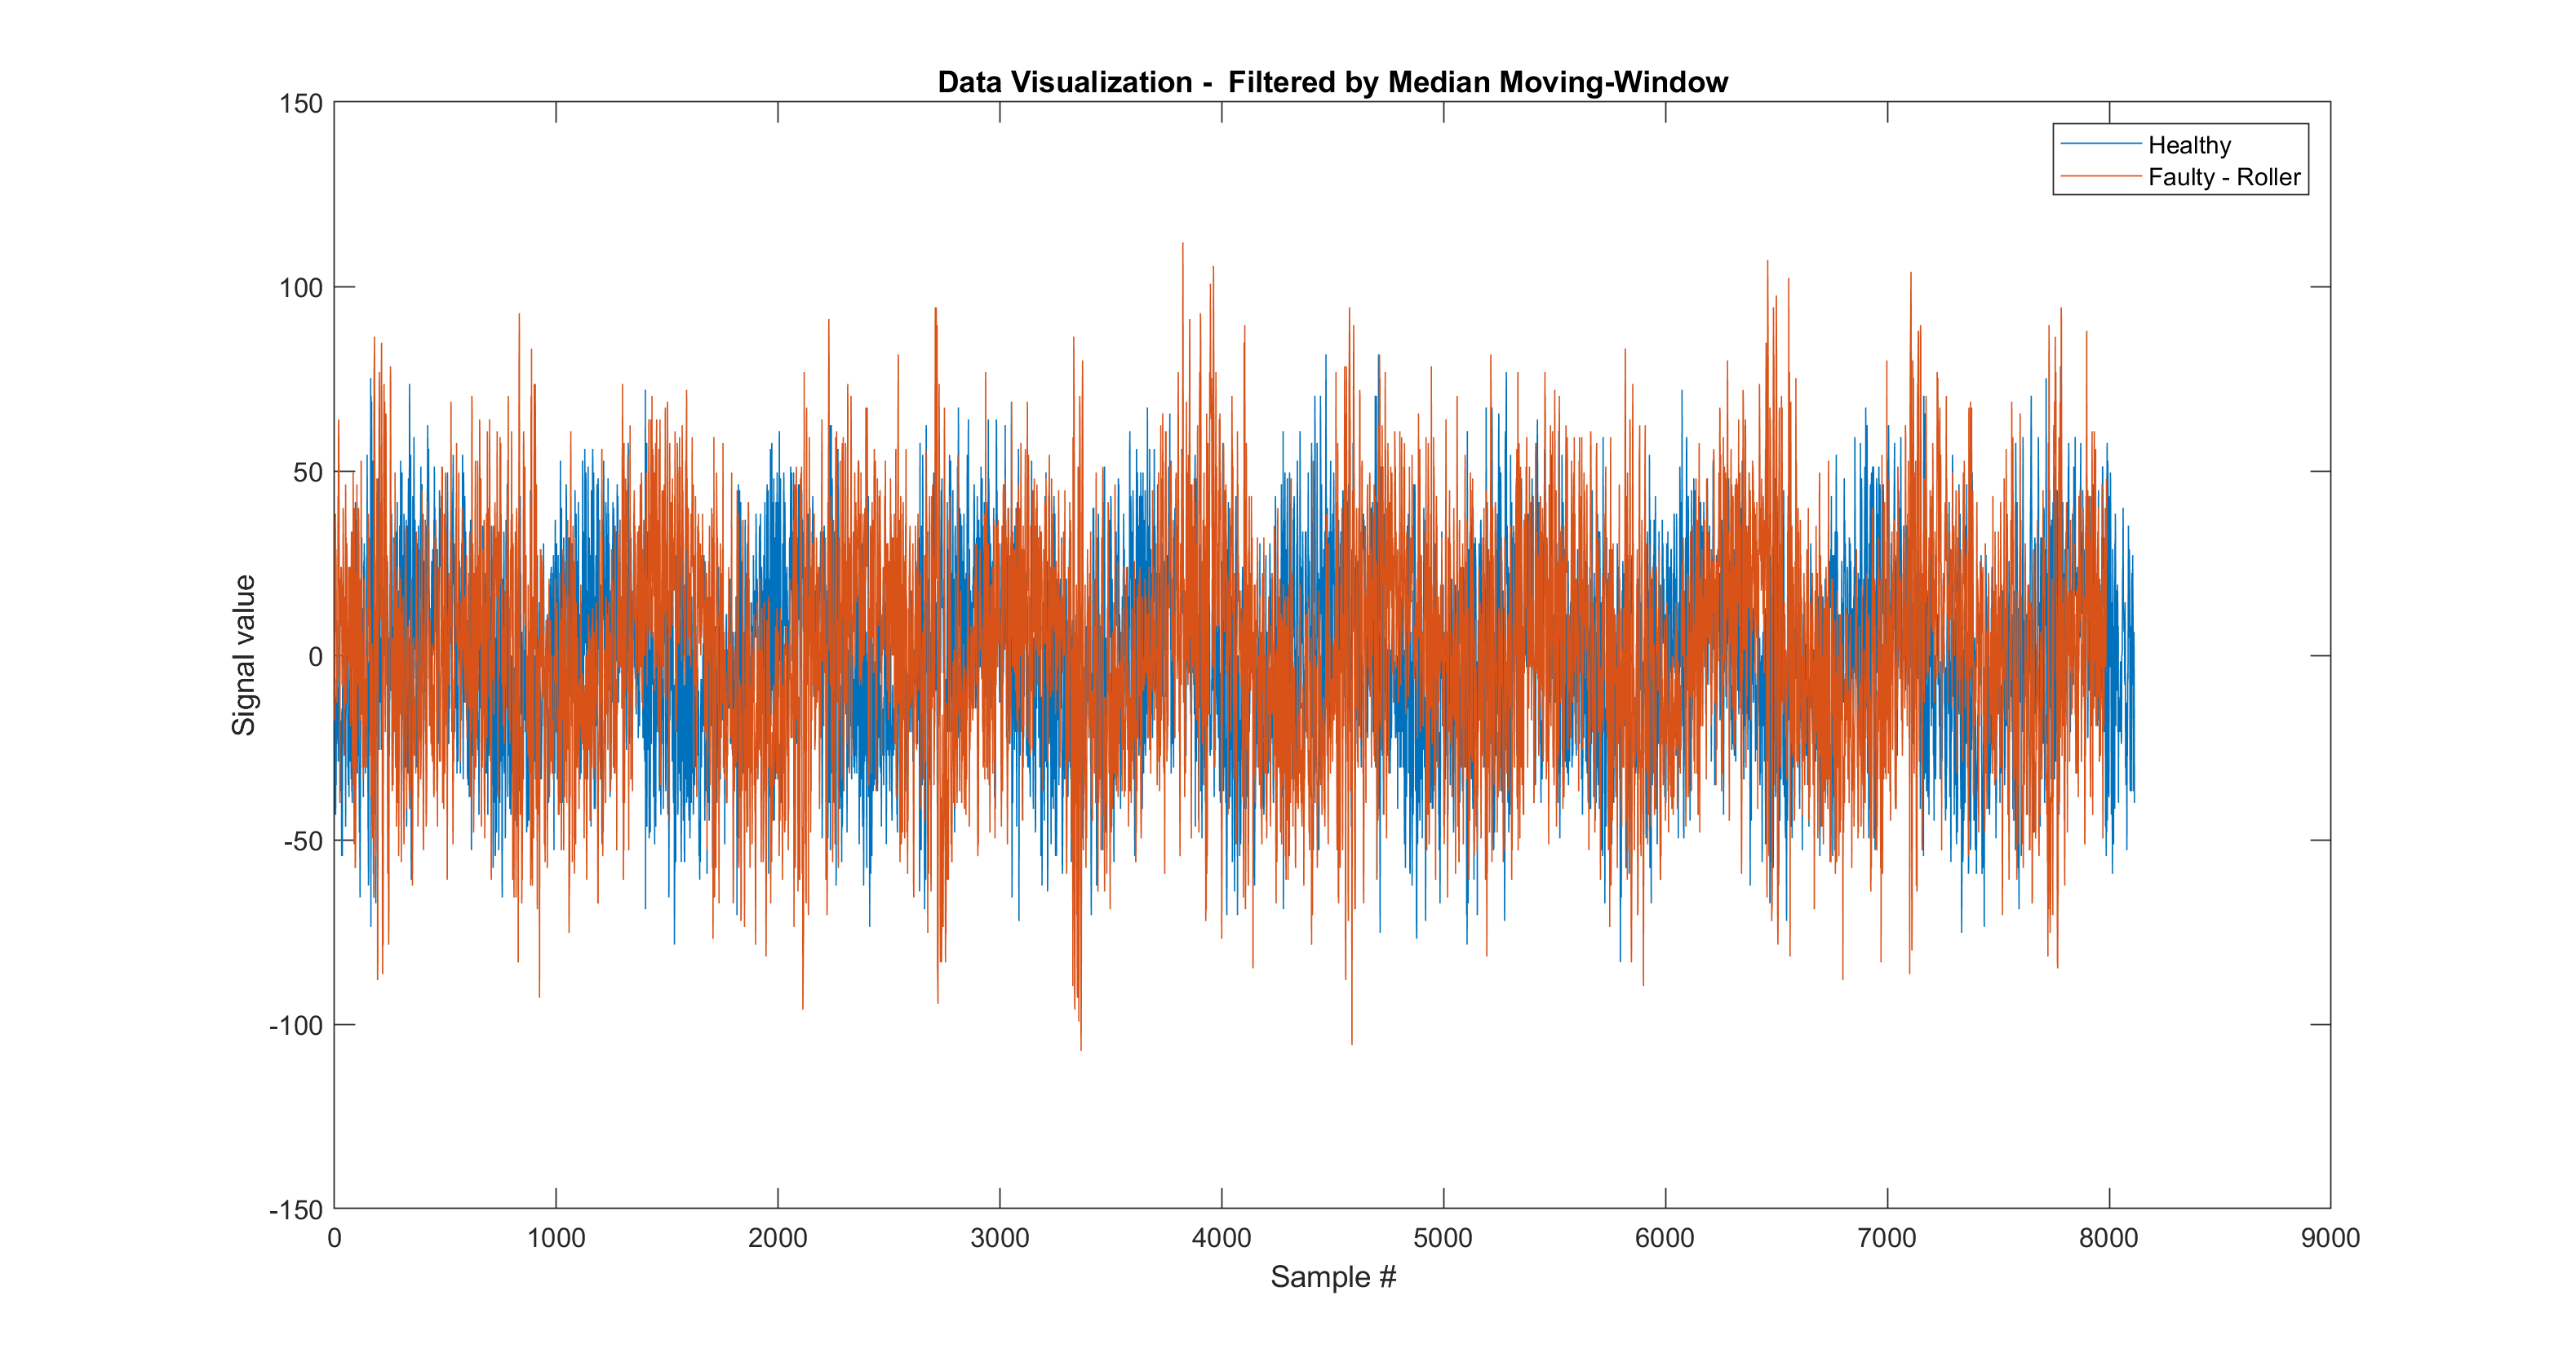 Data Visualization -  Filtered by Median Moving-Window
150
100
50
0
-50
-100
-150
Signal value
Healthy
Faulty - Roller
0 1000 2000 3000 4000 5000 6000 7000 8000 9000
Sample #